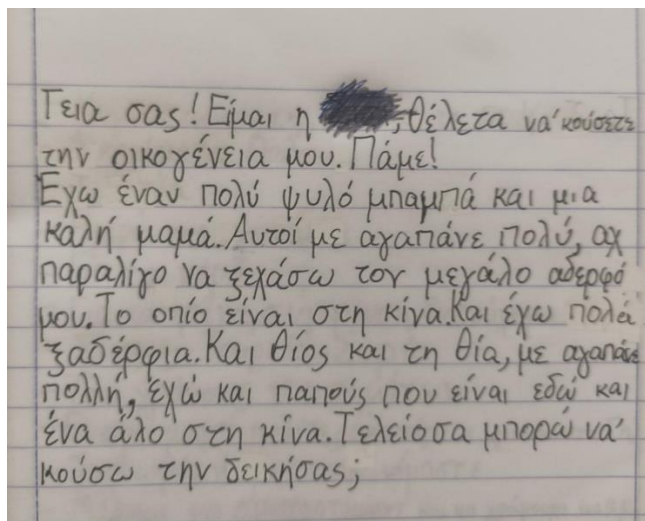 Γεια σας! Είμαι η ; θέλετα να'κούσετε
την οικογένεια μου. Πάμε!
Έχω έναν πολύ ψυλό μπαμπά και μια
καλή μαμά. Αυτοί με αγαπάνε πολύ, αχ
παραλίγο να ξεχάσω τον μεγάλο αδερφό
μου. Το οπίο είναι στη κίνα. Και έχω πολά
ξαδέρφια. Και θίος και τη θία, με αγαπάνε
πολλή, έχώ και παπούς που είναι εδώ και
ένα άλο στη κίνα. Τελείοσα μπορώ να'
κούσω την δεικήσας;